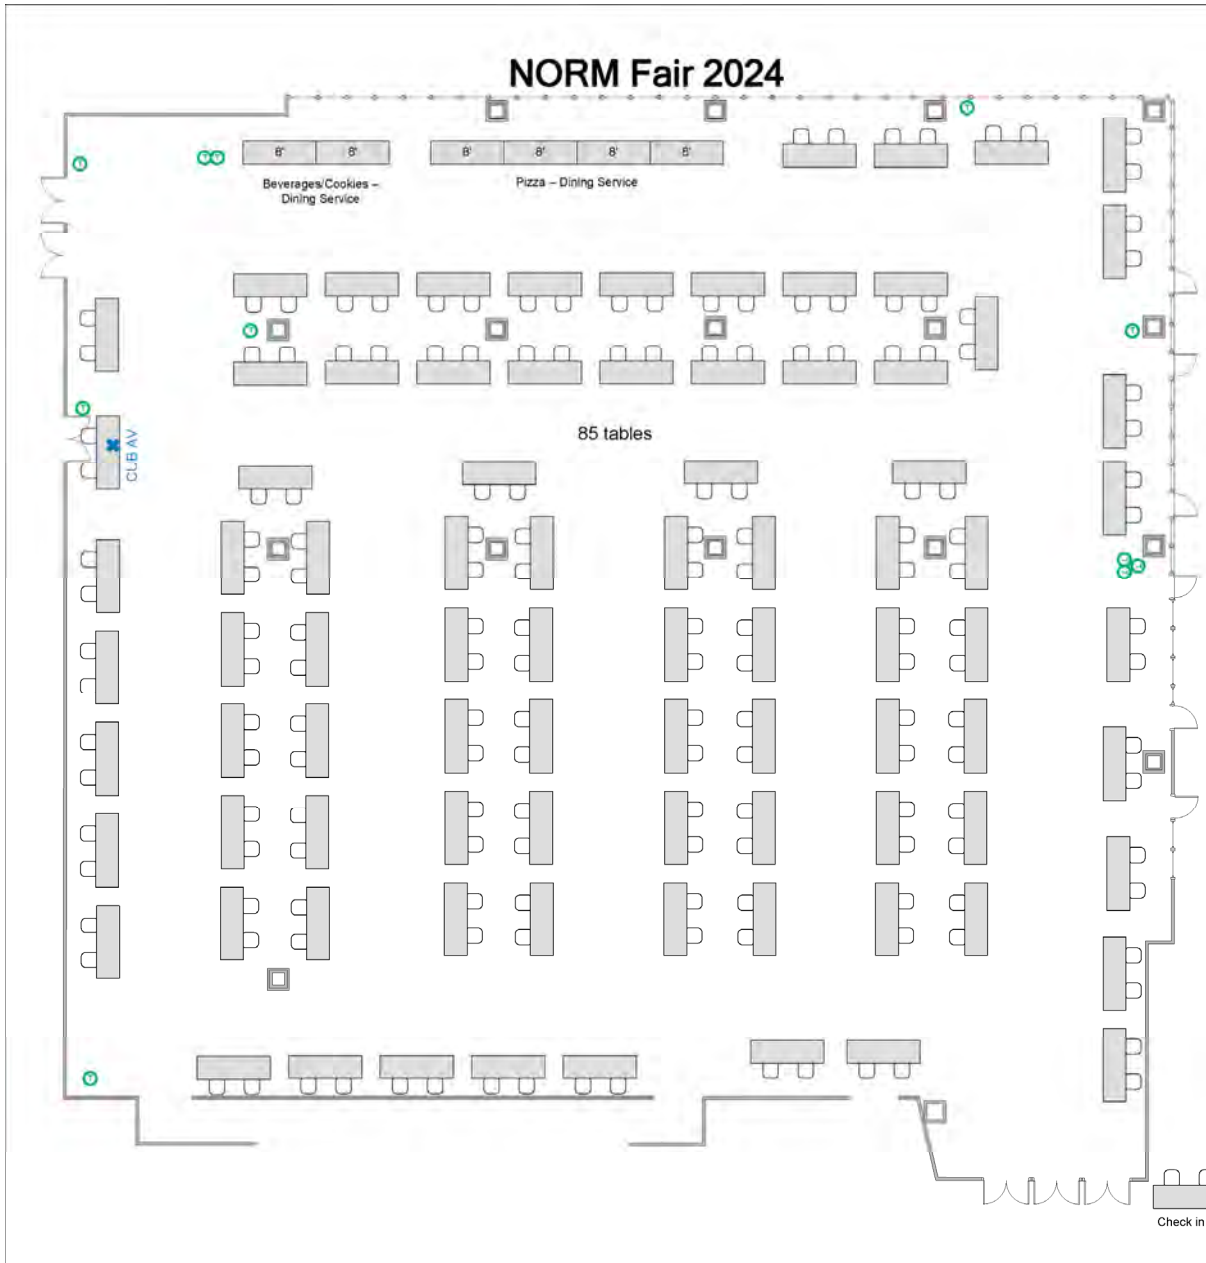 NORM Fair 2024
8' 8' 8' 8' 8' 8'
Beverages/Cookies –
Dining Service
Pizza – Dining Service
85 tables
CLB AV
Check in